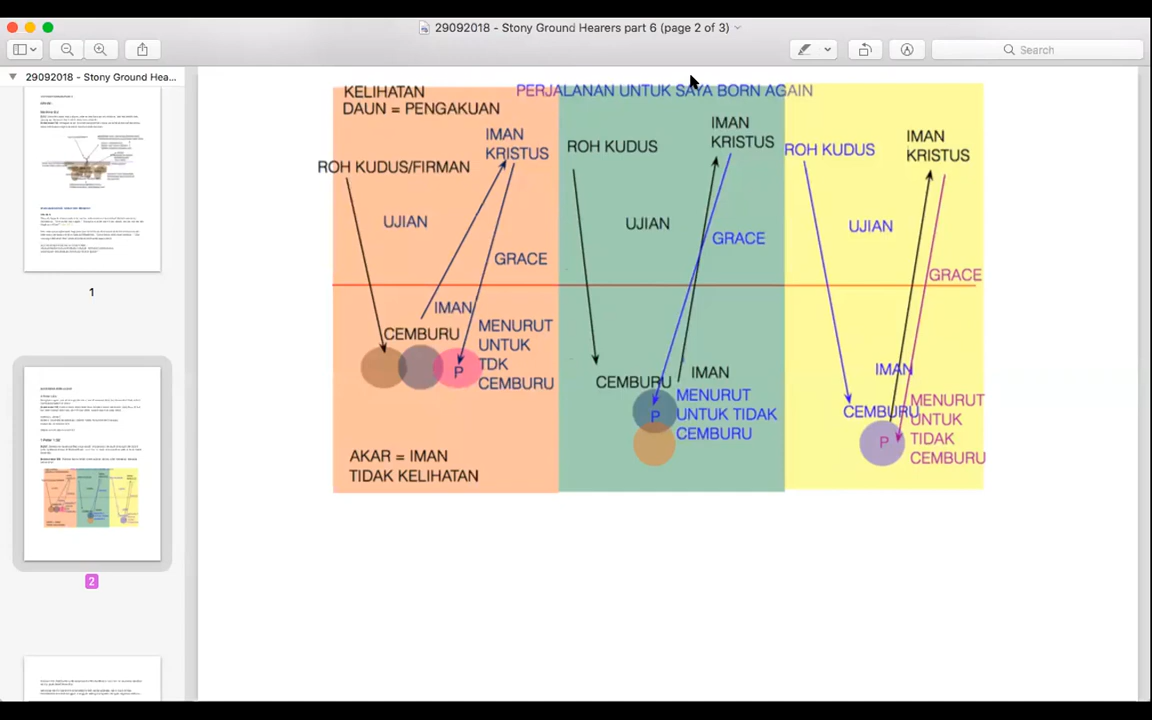 29092018 - Stony Ground Hearers part 6 (page 2 of 3)
Search
29092018 - Stony Ground Hea...
1
2
PERJALANAN UNTUK SAYA BORN AGAIN
KELIHATAN
DAUN = PENGAKUAN
IMAN
KRISTUS
ROH KUDUS/FIRMAN
UJIAN
GRACE
IMAN
CEMBURU
MENURUT
UNTUK
TDK
CEMBURU
P
AKAR = IMAN
TIDAK KELIHATAN
IMAN
KRISTUS
ROH KUDUS
UJIAN
GRACE
IMAN
CEMBURU
MENURUT
UNTUK TIDAK
CEMBURU
P
IMAN
KRISTUS
ROH KUDUS
UJIAN
GRACE
IMAN
CEMBURU
MENURUT
UNTUK
TIDAK
CEMBURU
P